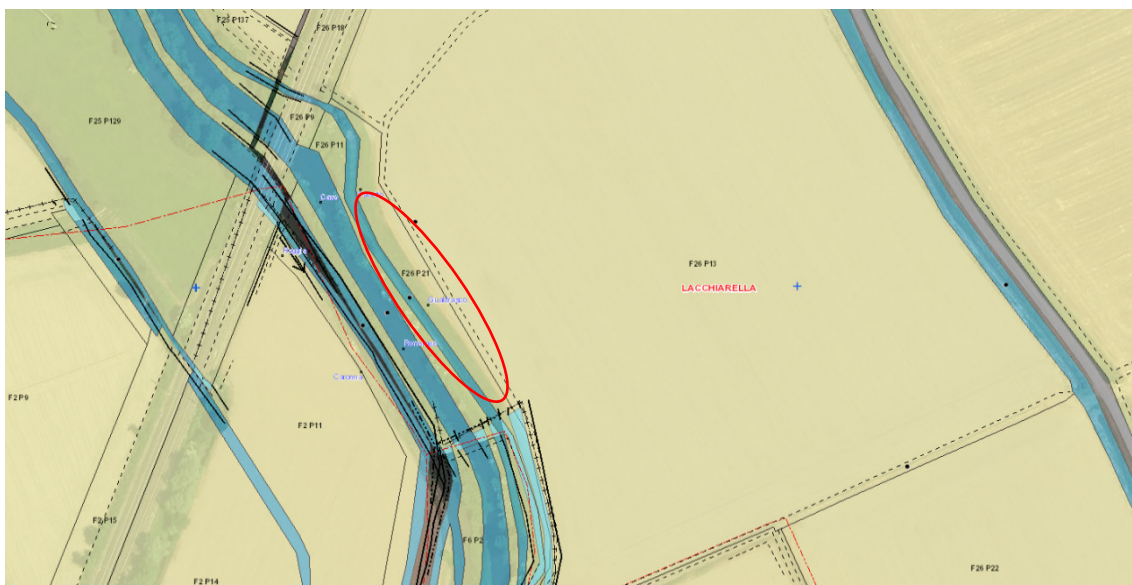 F25 P137
F26 P18
F26 P9
F25 P129
F26 P11
F26 P21
F26 P13
LACCHIARELLA
F2 P9
F2 P11
F2 P15
F6 P2
F2 P14
F26 P22